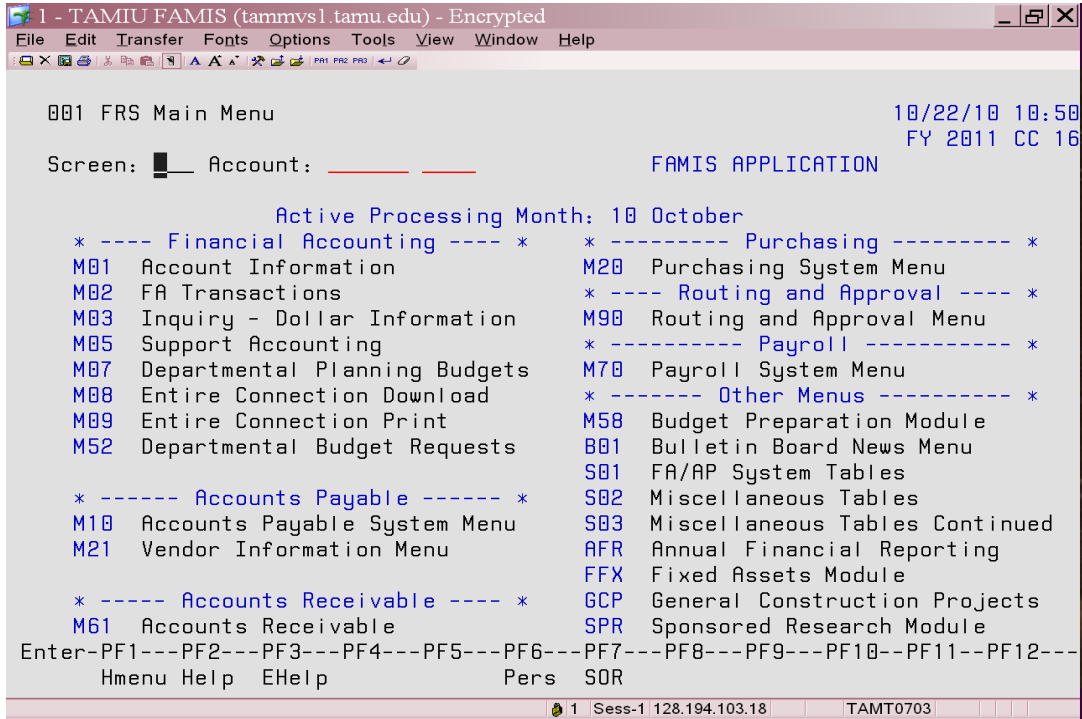 1 - TAMIU FAMIS (tammvs1.tamu.edu) - Encrypted
File Edit Transfer Fonts Options Tools View Window Help
PA1 PA2 PA3
001 FRS Main Menu 10/22/10 10:50
FY 2011 CC 16
Screen: ___ Account: ______ ____ FAMIS APPLICATION
Active Processing Month: 10 October
* ---- Financial Accounting ---- * * --------- Purchasing --------- *
M01 Account Information M20 Purchasing System Menu
M02 FA Transactions * ---- Routing and Approval ---- *
M03 Inquiry - Dollar Information M90 Routing and Approval Menu
M05 Support Accounting * ---------- Payroll ----------- *
M07 Departmental Planning Budgets M70 Payroll System Menu
M08 Entire Connection Download * ------- Other Menus ---------- *
M09 Entire Connection Print M58 Budget Preparation Module
M52 Departmental Budget Requests B01 Bulletin Board News Menu
S01 FA/AP System Tables
* ------ Accounts Payable ------ * S02 Miscellaneous Tables
M10 Accounts Payable System Menu S03 Miscellaneous Tables Continued
M21 Vendor Information Menu AFR Annual Financial Reporting
FFX Fixed Assets Module
* ----- Accounts Receivable ---- * GCP General Construction Projects
M61 Accounts Receivable SPR Sponsored Research Module
Enter-PF1---PF2---PF3---PF4---PF5---PF6---PF7---PF8---PF9---PF10--PF11--PF12---
Hmenu Help EHelp Pers SOR
1 Sess-1 128.194.103.18 TAMT0703